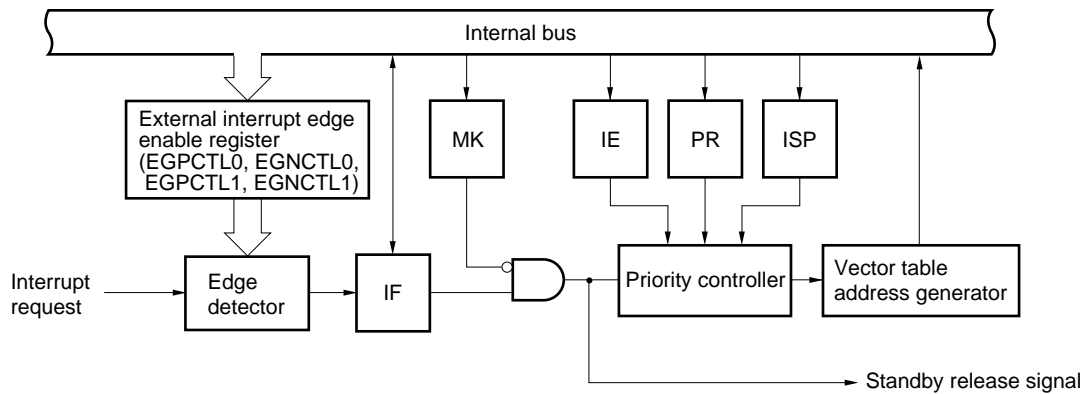 Internal bus
External interrupt edge
enable register
(EGPCTL0, EGNCTL0,
EGPCTL1, EGNCTL1)
MK
IE
PR
ISP
Interrupt
request
Edge
detector
IF
Priority controller
Vector table
address generator
Standby release signal